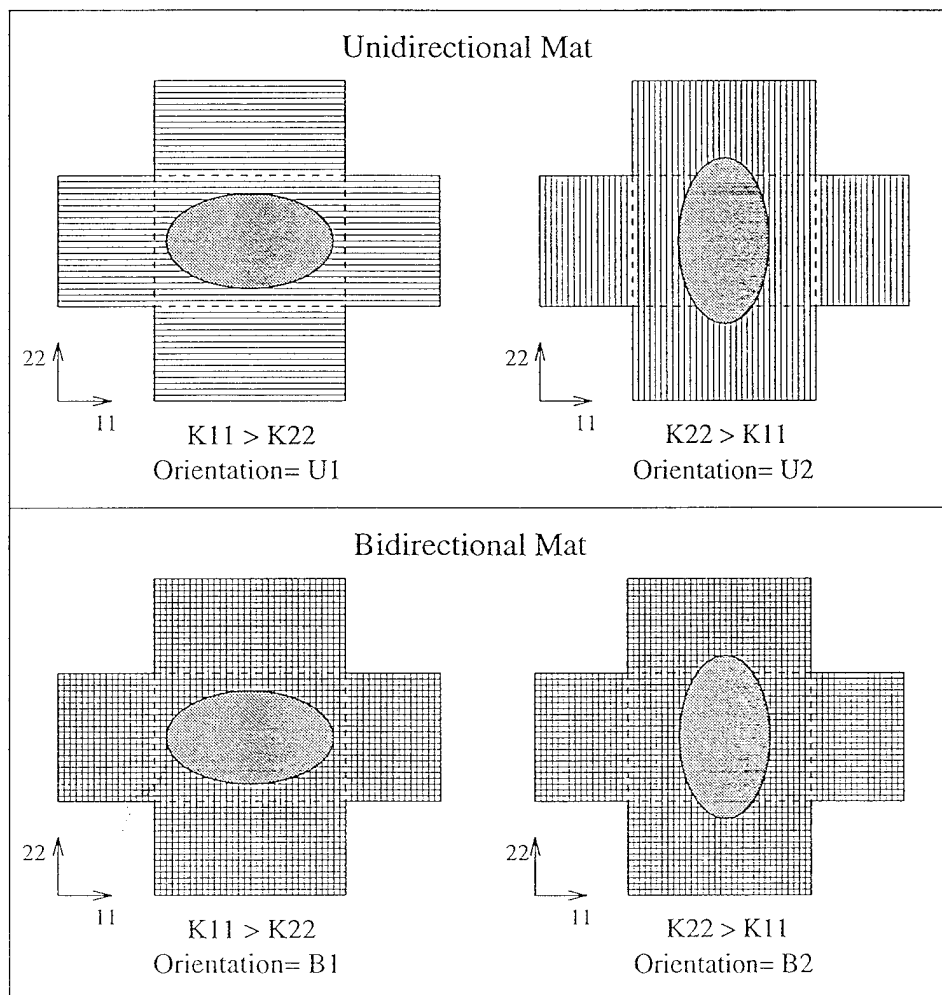 Unidirectional Mat
22
11
K11 > K22
Orientation= U1
22
11
K22 > K11
Orientation= U2
Bidirectional Mat
22
11
K11 > K22
Orientation= B1
22
11
K22 > K11
Orientation= B2